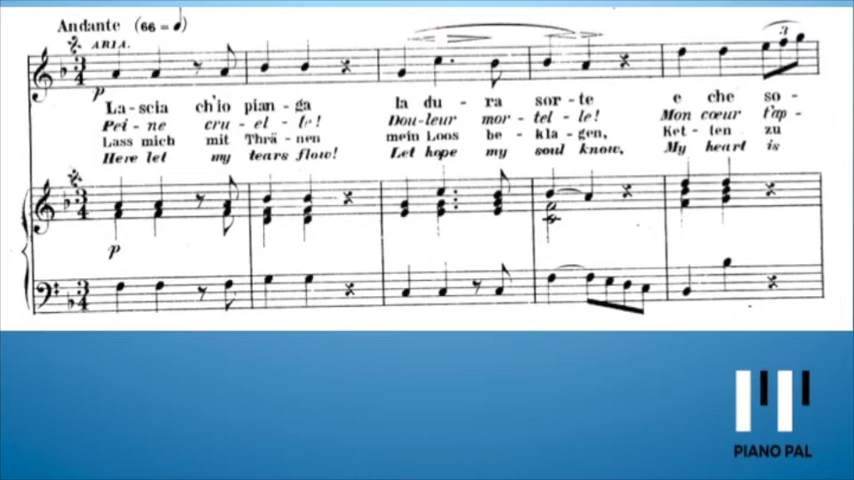 Andante (66 = ♩)
ARIA.
3
p
La-scia ch'io pian-ga la du-ra sor-te e che so-
Pei-ne cru-el-te! Dou-leur mor-tel-le! Mon cœur t'ap-
Lass mich mit Thrä-nen mein Loos be-kla-gen, Ket-ten zu
Here let my tears flow! Let hope my soul know, My heart is
p
PIANO PAL